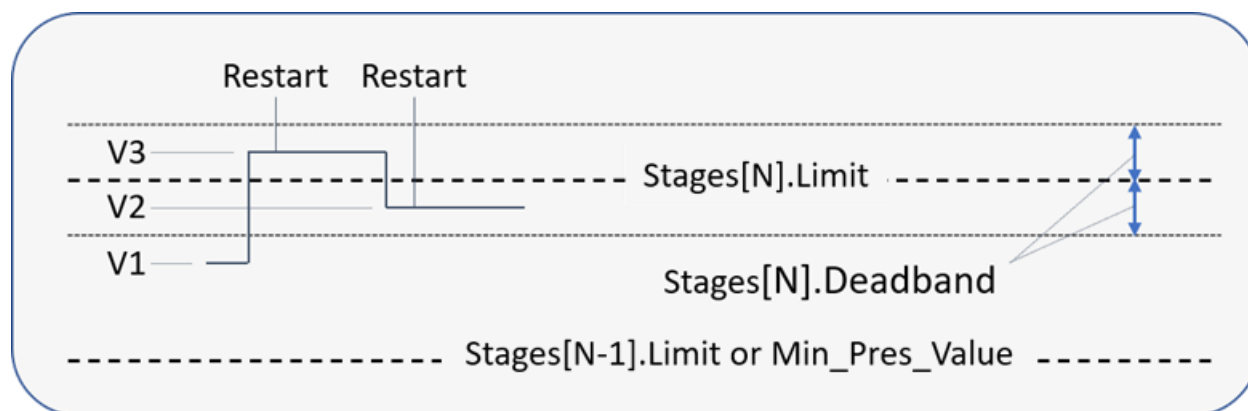 Restart Restart
V3
Stages[N].Limit
V2
V1
Stages[N].Deadband
Stages[N-1].Limit or Min_Pres_Value